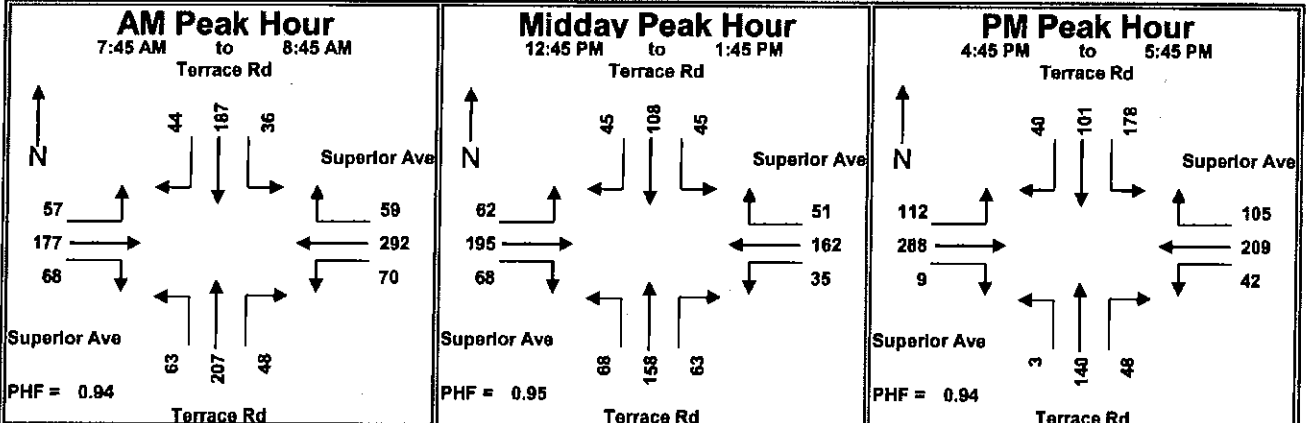 AM Peak Hour
7:45 AM to 8:45 AM
Terrace Rd
44 187 36
N
Superior Ave
57
177
68
59
292
70
Superior Ave
63 207 48
PHF = 0.94
Terrace Rd
Midday Peak Hour
12:45 PM to 1:45 PM
Terrace Rd
45 108 45
N
Superior Ave
62
195
68
51
162
35
Superior Ave
68 158 63
PHF = 0.95
Terrace Rd
PM Peak Hour
4:45 PM to 5:45 PM
Terrace Rd
40 101 178
N
Superior Ave
112
288
9
105
209
42
Superior Ave
3 140 48
PHF = 0.94
Terrace Rd